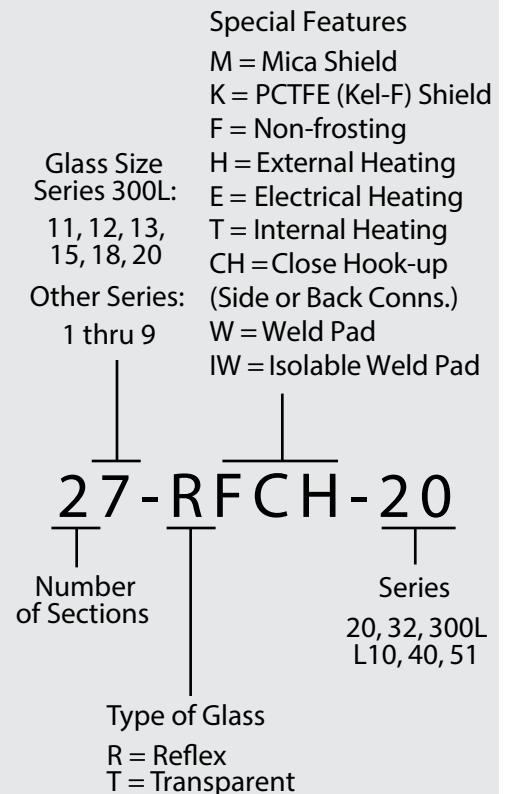 Special Features
M = Mica Shield
K = PCTFE (Kel-F) Shield
F = Non-frosting
H = External Heating
E = Electrical Heating
T = Internal Heating
CH = Close Hook-up
(Side or Back Conns.)
W = Weld Pad
IW = Isolable Weld Pad
Glass Size
Series 300L:
11, 12, 13,
15, 18, 20
Other Series:
1 thru 9
27-RFCH-20
Number
of Sections
Series
20, 32, 300L
L10, 40, 51
Type of Glass
R = Reflex
T = Transparent